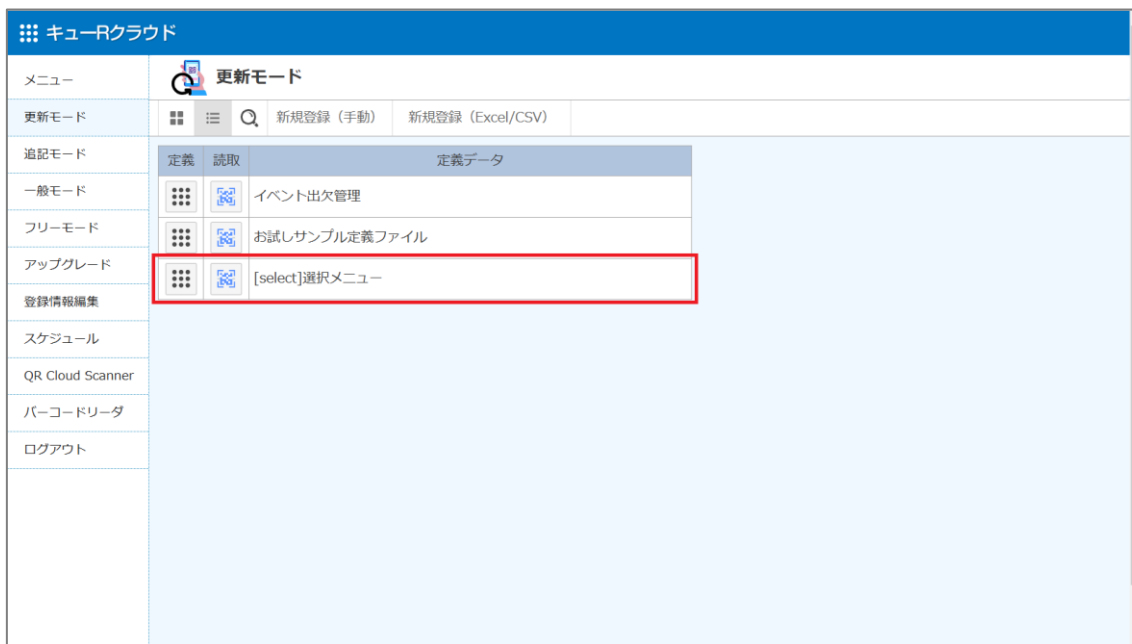 キューRクラウド
メニュー
更新モード
追記モード
一般モード
フリーモード
アップグレード
登録情報編集
スケジュール
QR Cloud Scanner
バーコードリーダ
ログアウト
更新モード
新規登録（手動） 新規登録（Excel/CSV）
定義 読取 定義データ
イベント出欠管理
お試しサンプル定義ファイル
[select]選択メニュー